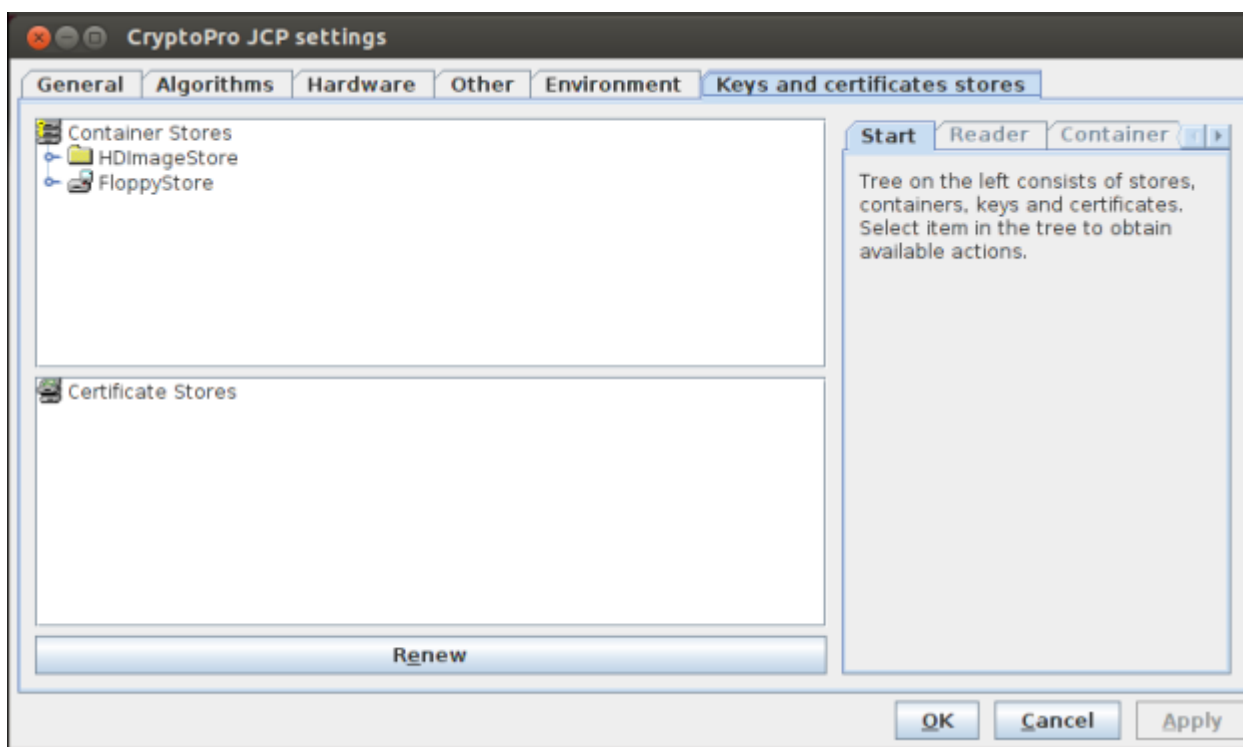 CryptoPro JCP settings
General Algorithms Hardware Other Environment Keys and certificates stores
Container Stores
HDImageStore
FloppyStore
Certificate Stores
Renew
Start Reader Container
Tree on the left consists of stores,
containers, keys and certificates.
Select item in the tree to obtain
available actions.
OK Cancel Apply